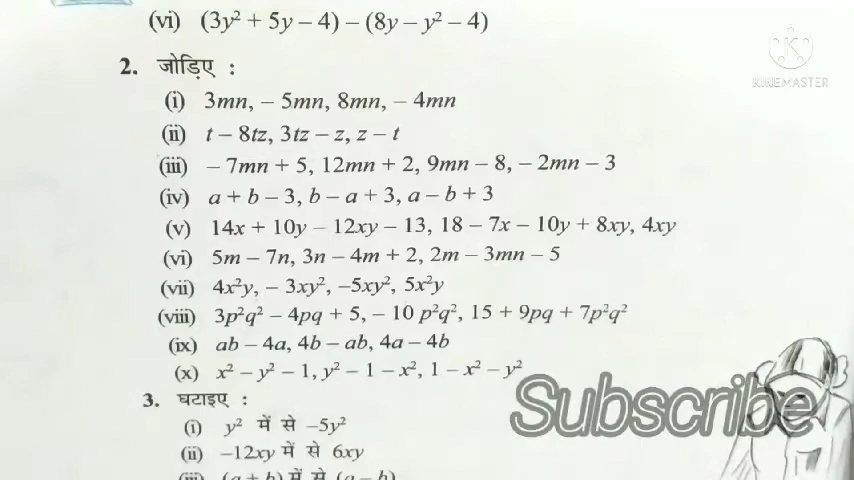 (vi) (3y² + 5y – 4) – (8y – y² – 4)
KINEMASTER
2. जोड़िए :
(i) 3mn, – 5mn, 8mn, – 4mn
(ii) t – 8tz, 3tz – z, z – t
(iii) – 7mn + 5, 12mn + 2, 9mn – 8, – 2mn – 3
(iv) a + b – 3, b – a + 3, a – b + 3
(v) 14x + 10y – 12xy – 13, 18 – 7x – 10y + 8xy, 4xy
(vi) 5m – 7n, 3n – 4m + 2, 2m – 3mn – 5
(vii) 4x²y, – 3xy², –5xy², 5x²y
(viii) 3p²q² – 4pq + 5, – 10 p²q², 15 + 9pq + 7p²q²
(ix) ab – 4a, 4b – ab, 4a – 4b
(x) x² – y² – 1, y² – 1 – x², 1 – x² – y²
Subscribe
3. घटाइए :
(i) y² में से –5y²
(ii) –12xy में से 6xy
(iii) (a + b) में से (a – b)